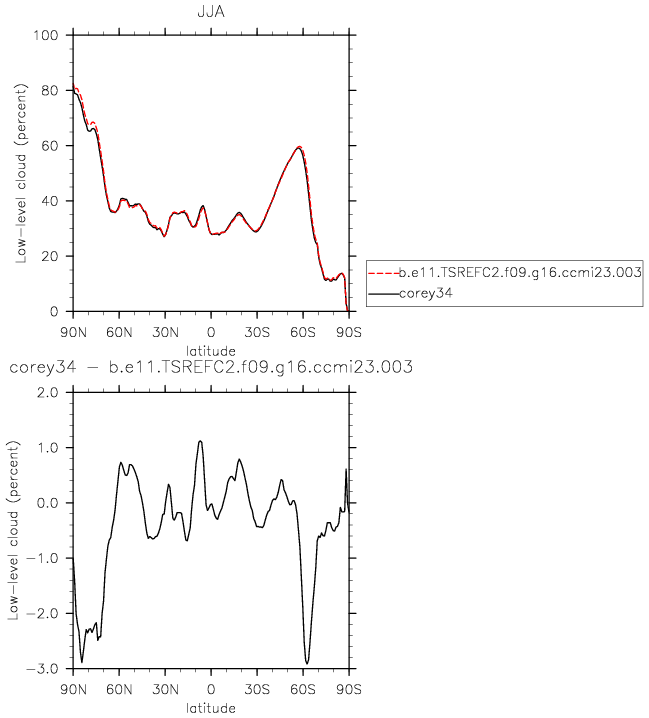 JJA
100
80
60
40
20
0
Low-level cloud (percent)
90N 60N 30N 0 30S 60S 90S
latitude
b.e11.TSREFC2.f09.g16.ccmi23.003
corey34
corey34 - b.e11.TSREFC2.f09.g16.ccmi23.003
2.0
1.0
0.0
-1.0
-2.0
-3.0
Low-level cloud (percent)
90N 60N 30N 0 30S 60S 90S
latitude